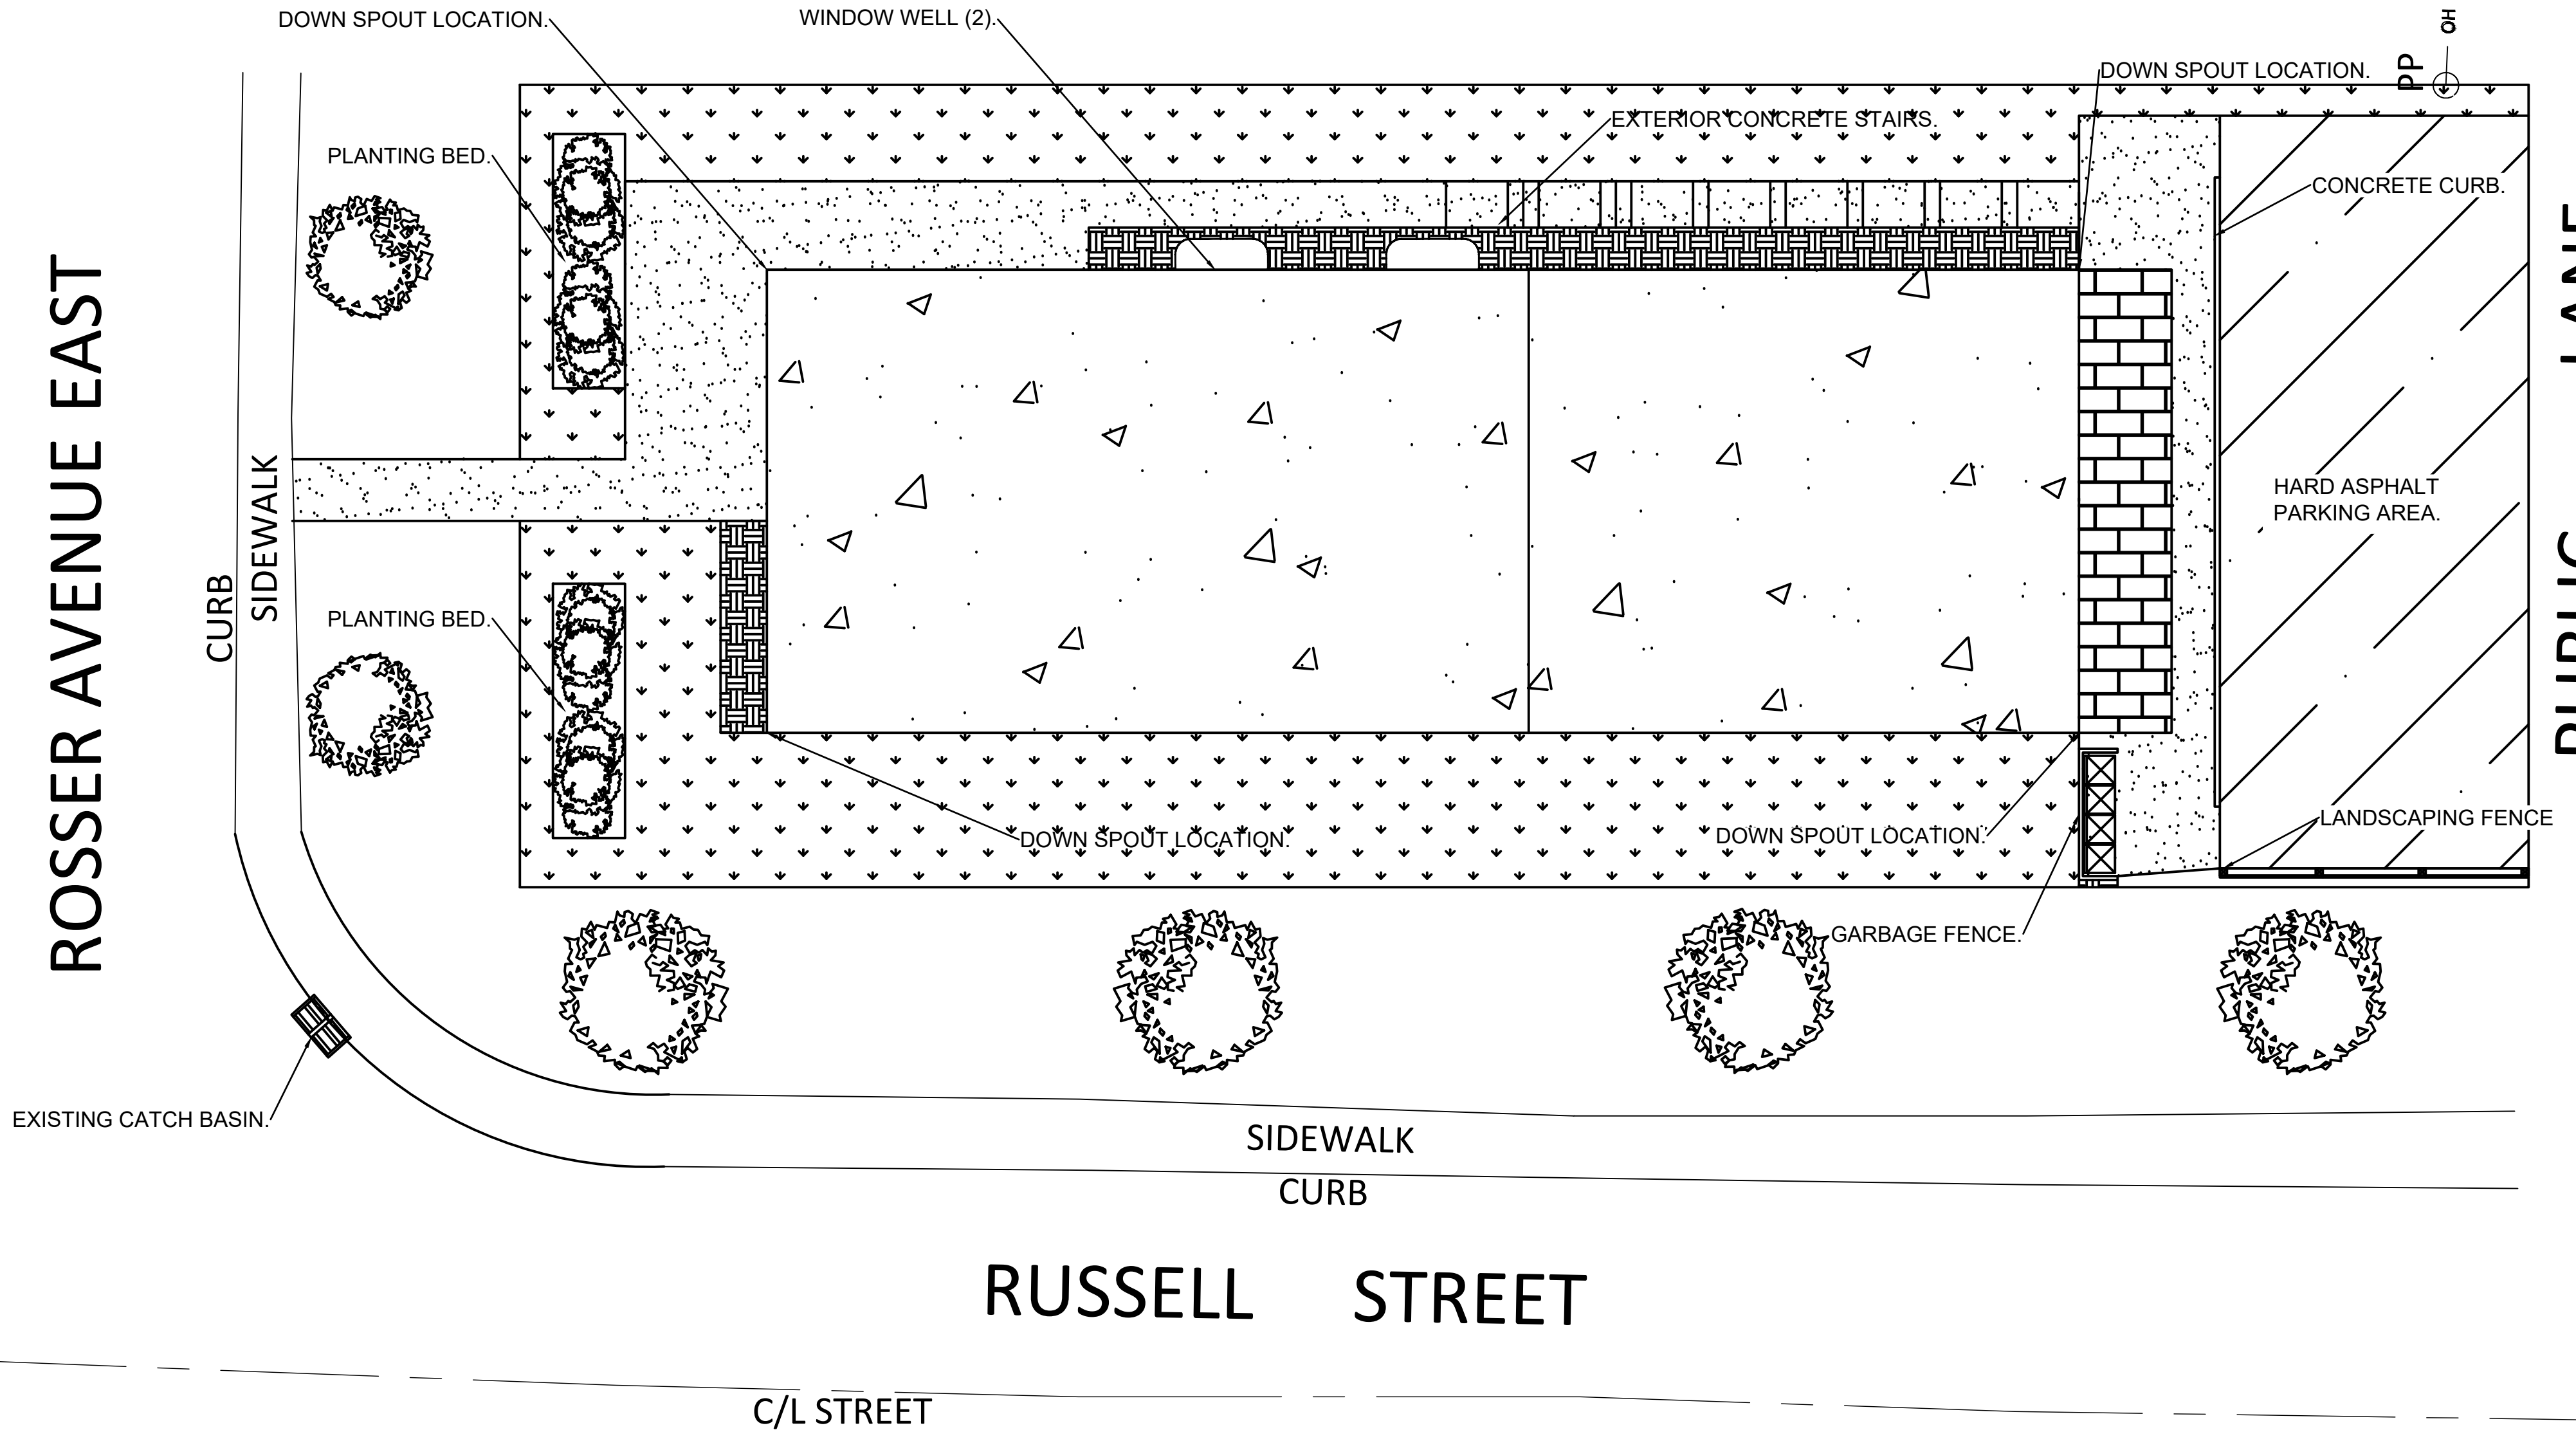 DOWN SPOUT LOCATION.
WINDOW WELL (2).
OH
PP
DOWN SPOUT LOCATION.
EXTERIOR CONCRETE STAIRS.
PLANTING BED.
CONCRETE CURB.
ROSSER AVENUE EAST
SIDEWALK
CURB
HARD ASPHALT
PARKING AREA.
PUBLIC LANE
PLANTING BED.
LANDSCAPING FENCE
DOWN SPOUT LOCATION.
DOWN SPOUT LOCATION.
GARBAGE FENCE.
EXISTING CATCH BASIN.
SIDEWALK
CURB
RUSSELL STREET
C/L STREET